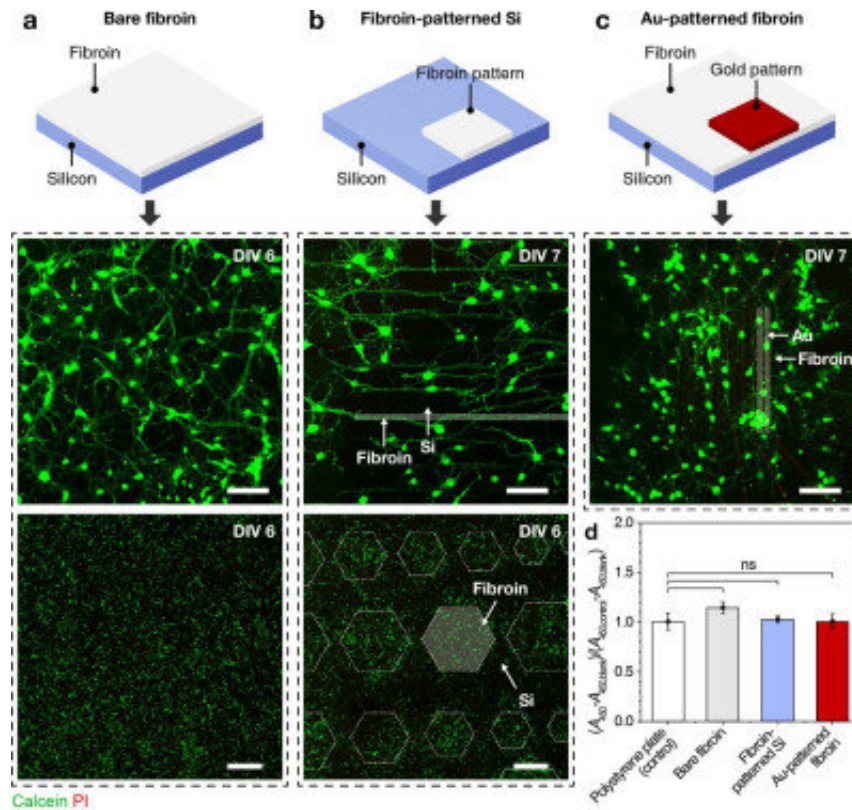 a Bare fibroin
Fibroin
Silicon
DIV 6
DIV 6
Calcein PI
b Fibroin-patterned Si
Fibroin pattern
Silicon
DIV 7
Fibroin
Si
DIV 6
Fibroin
Si
c Au-patterned fibroin
Fibroin
Gold pattern
Silicon
DIV 7
Au
Fibroin
d
2.0
1.5
1.0
0.5
0.0
ns
Polystyrene plate
(control)
Bare fibroin
Fibroin-
patterned Si
Au-patterned
fibroin